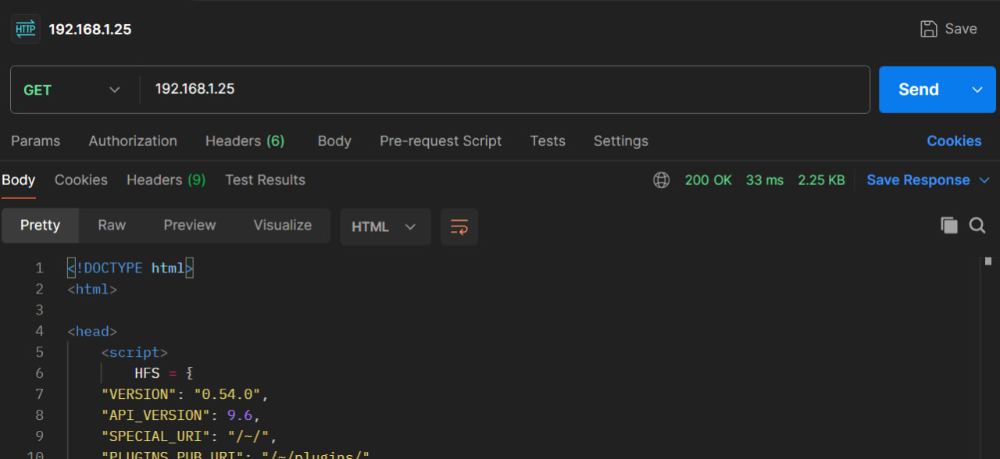 HTTP 192.168.1.25 Save
GET 192.168.1.25 Send
Params Authorization Headers (6) Body Pre-request Script Tests Settings Cookies
Body Cookies Headers (9) Test Results 200 OK 33 ms 2.25 KB Save Response
Pretty Raw Preview Visualize HTML
1 <!DOCTYPE html>
2 <html>
3
4 <head>
5 <script>
6 HFS = {
7 "VERSION": "0.54.0",
8 "API_VERSION": 9.6,
9 "SPECIAL_URI": "/~/",
10 "PLUGINS_PUB_URI": "/~/plugins/"